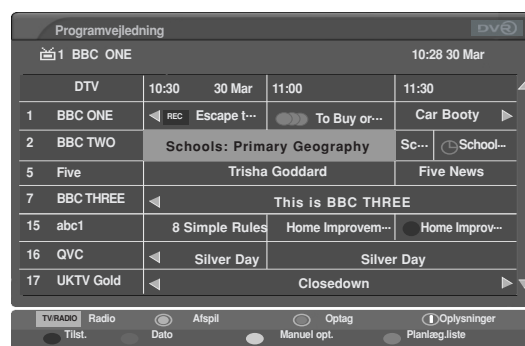 Programvejledning DVR
1 BBC ONE 10:28 30 Mar
DTV 10:30 30 Mar 11:00 11:30
1 BBC ONE REC Escape t··· To Buy or··· Car Booty
2 BBC TWO Schools: Primary Geography Sc··· School···
5 Five Trisha Goddard Five News
7 BBC THREE This is BBC THREE
15 abc1 8 Simple Rules Home Improvem··· Home Improv···
16 QVC Silver Day Silver Day
17 UKTV Gold Closedown
TV/RADIO Radio Afspil Optag Oplysninger
Tilst. Dato Manuel opt. Planlæg.liste